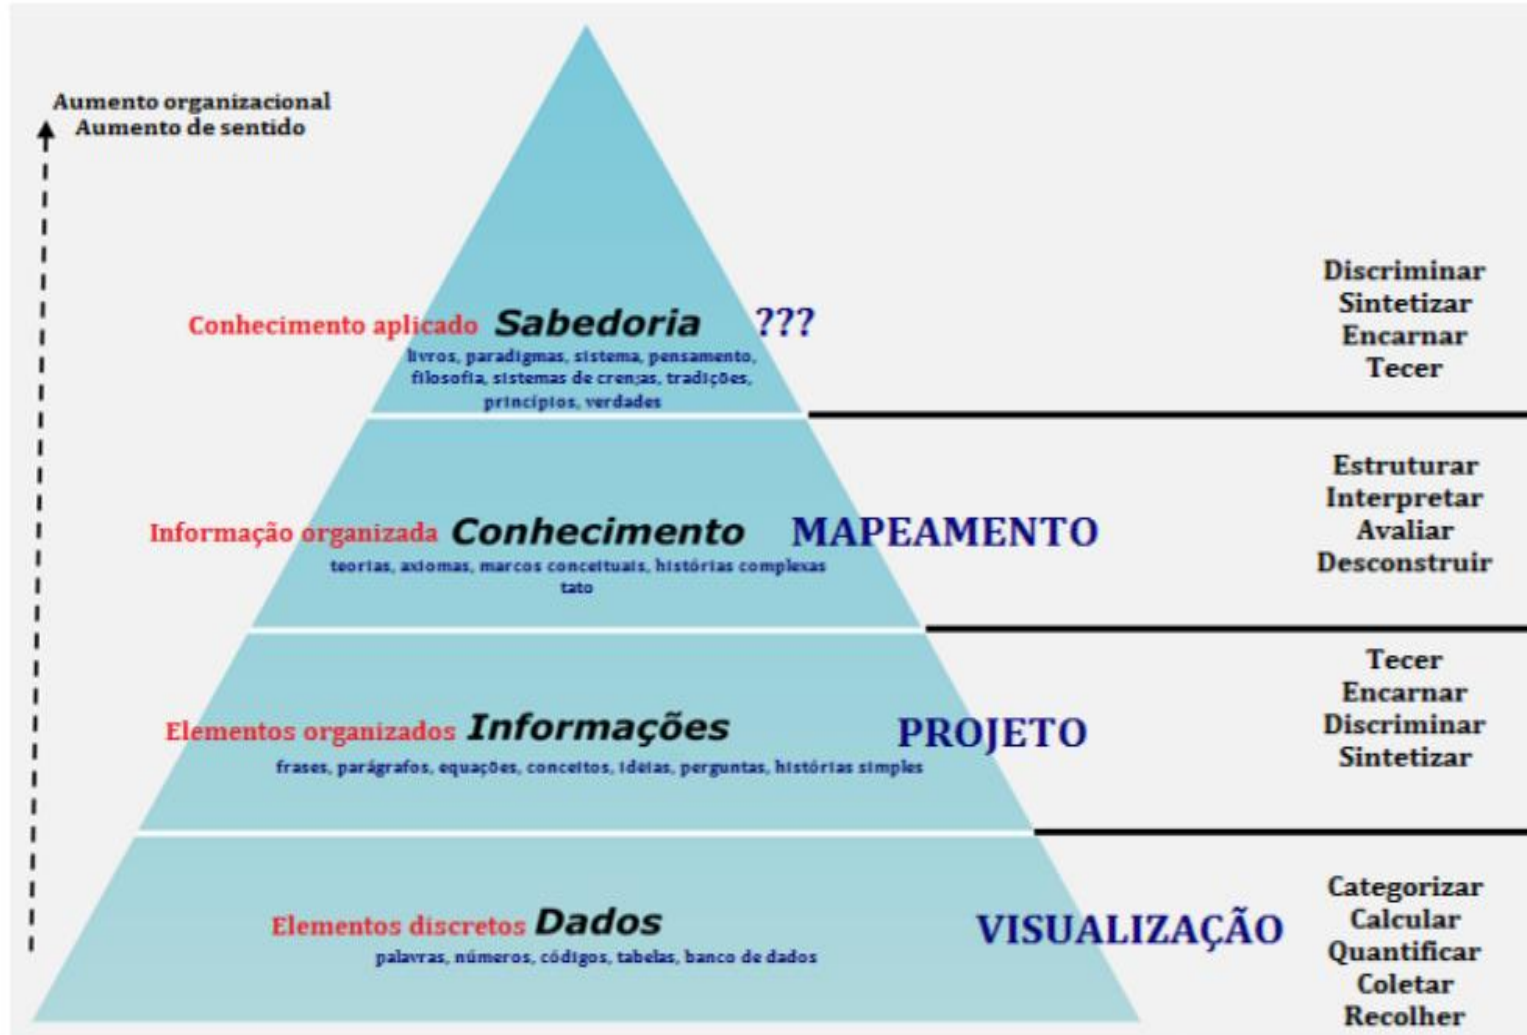 Aumento organizacional
Aumento de sentido
Conhecimento aplicado Sabedoria ???
livros, paradigmas, sistema, pensamento,
filosofia, sistemas de crenças, tradições,
princípios, verdades
Discriminar
Sintetizar
Encarnar
Tecer
Informação organizada Conhecimento MAPEAMENTO
teorias, axiomas, marcos conceituais, histórias complexas
tato
Estruturar
Interpretar
Avaliar
Desconstruir
Elementos organizados Informações PROJETO
frases, parágrafos, equações, conceitos, ideias, perguntas, histórias simples
Tecer
Encarnar
Discriminar
Sintetizar
Elementos discretos Dados VISUALIZAÇÃO
palavras, números, códigos, tabelas, banco de dados
Categorizar
Calcular
Quantificar
Coletar
Recolher